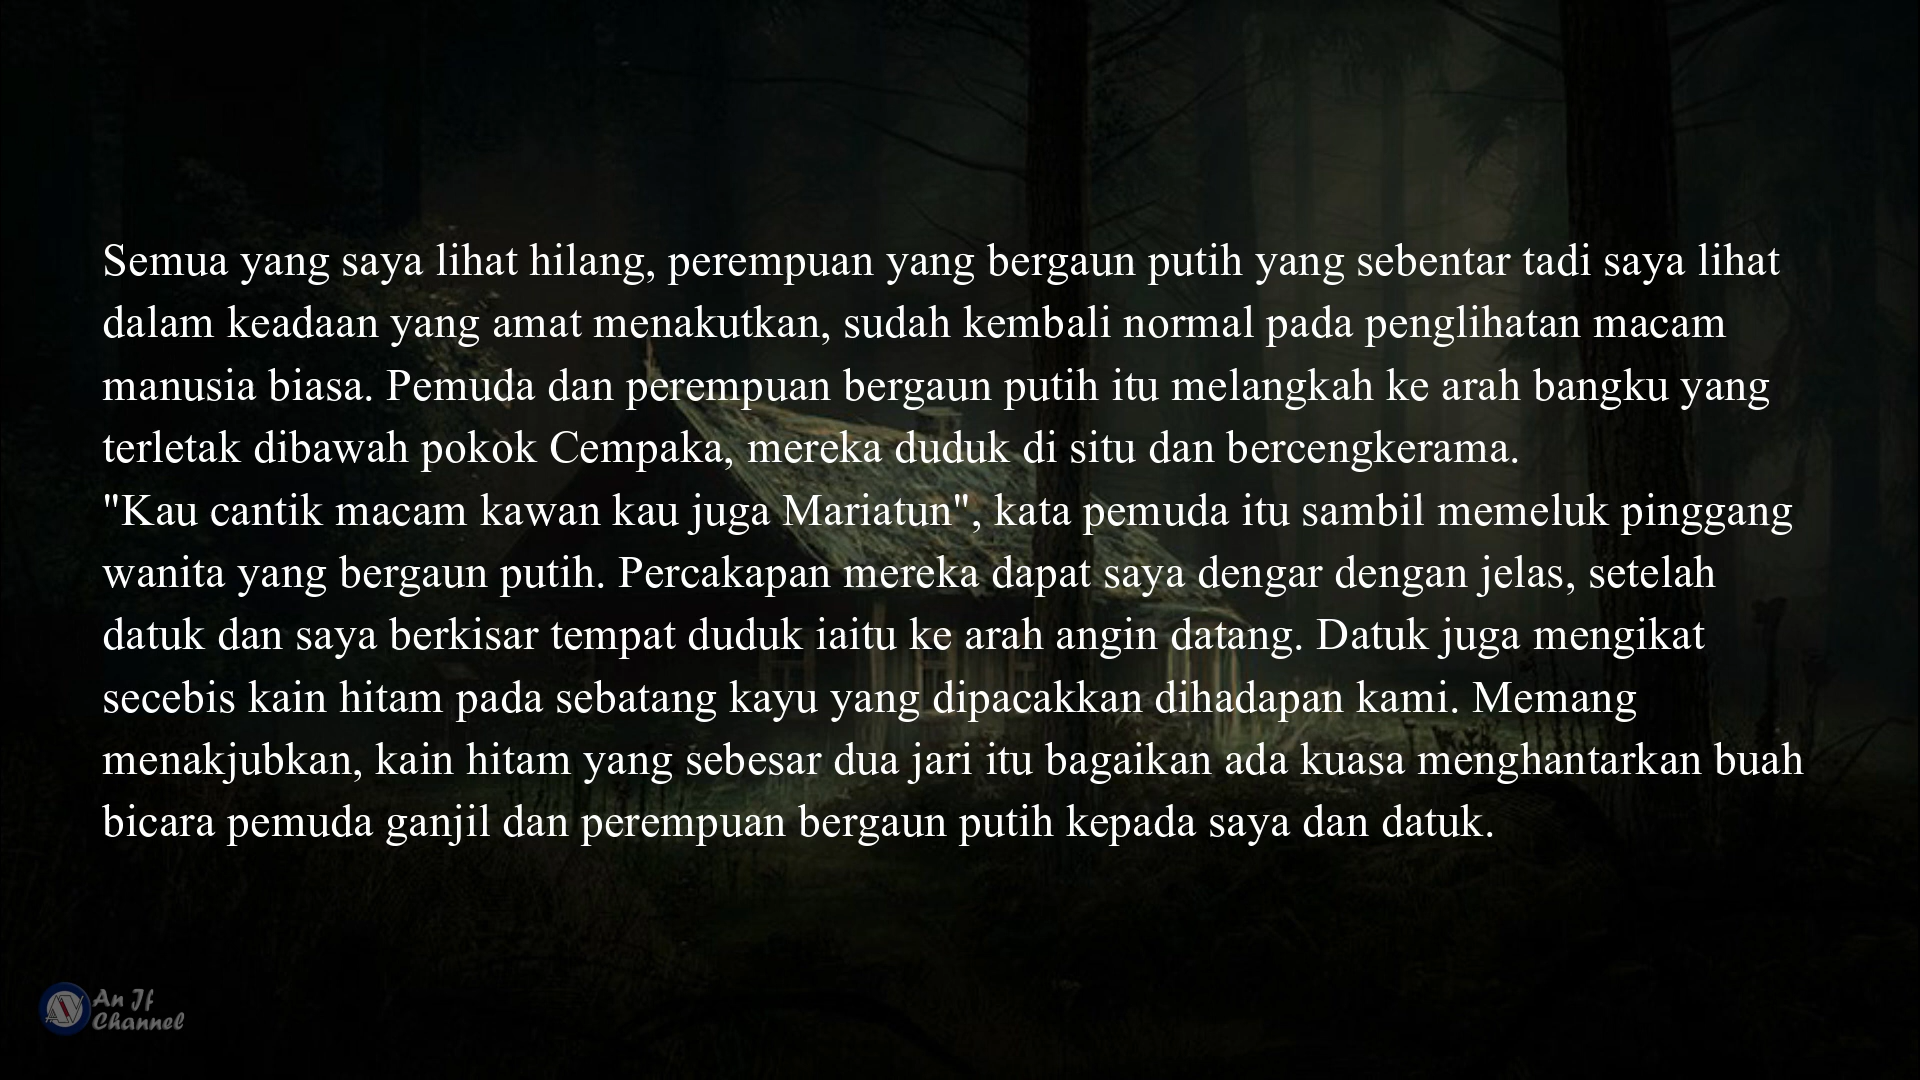 Semua yang saya lihat hilang, perempuan yang bergaun putih yang sebentar tadi saya lihat
dalam keadaan yang amat menakutkan, sudah kembali normal pada penglihatan macam
manusia biasa. Pemuda dan perempuan bergaun putih itu melangkah ke arah bangku yang
terletak dibawah pokok Cempaka, mereka duduk di situ dan bercengkerama.
"Kau cantik macam kawan kau juga Mariatun", kata pemuda itu sambil memeluk pinggang
wanita yang bergaun putih. Percakapan mereka dapat saya dengar dengan jelas, setelah
datuk dan saya berkisar tempat duduk iaitu ke arah angin datang. Datuk juga mengikat
secebis kain hitam pada sebatang kayu yang dipacakkan dihadapan kami. Memang
menakjubkan, kain hitam yang sebesar dua jari itu bagaikan ada kuasa menghantarkan buah
bicara pemuda ganjil dan perempuan bergaun putih kepada saya dan datuk.
An If
Channel